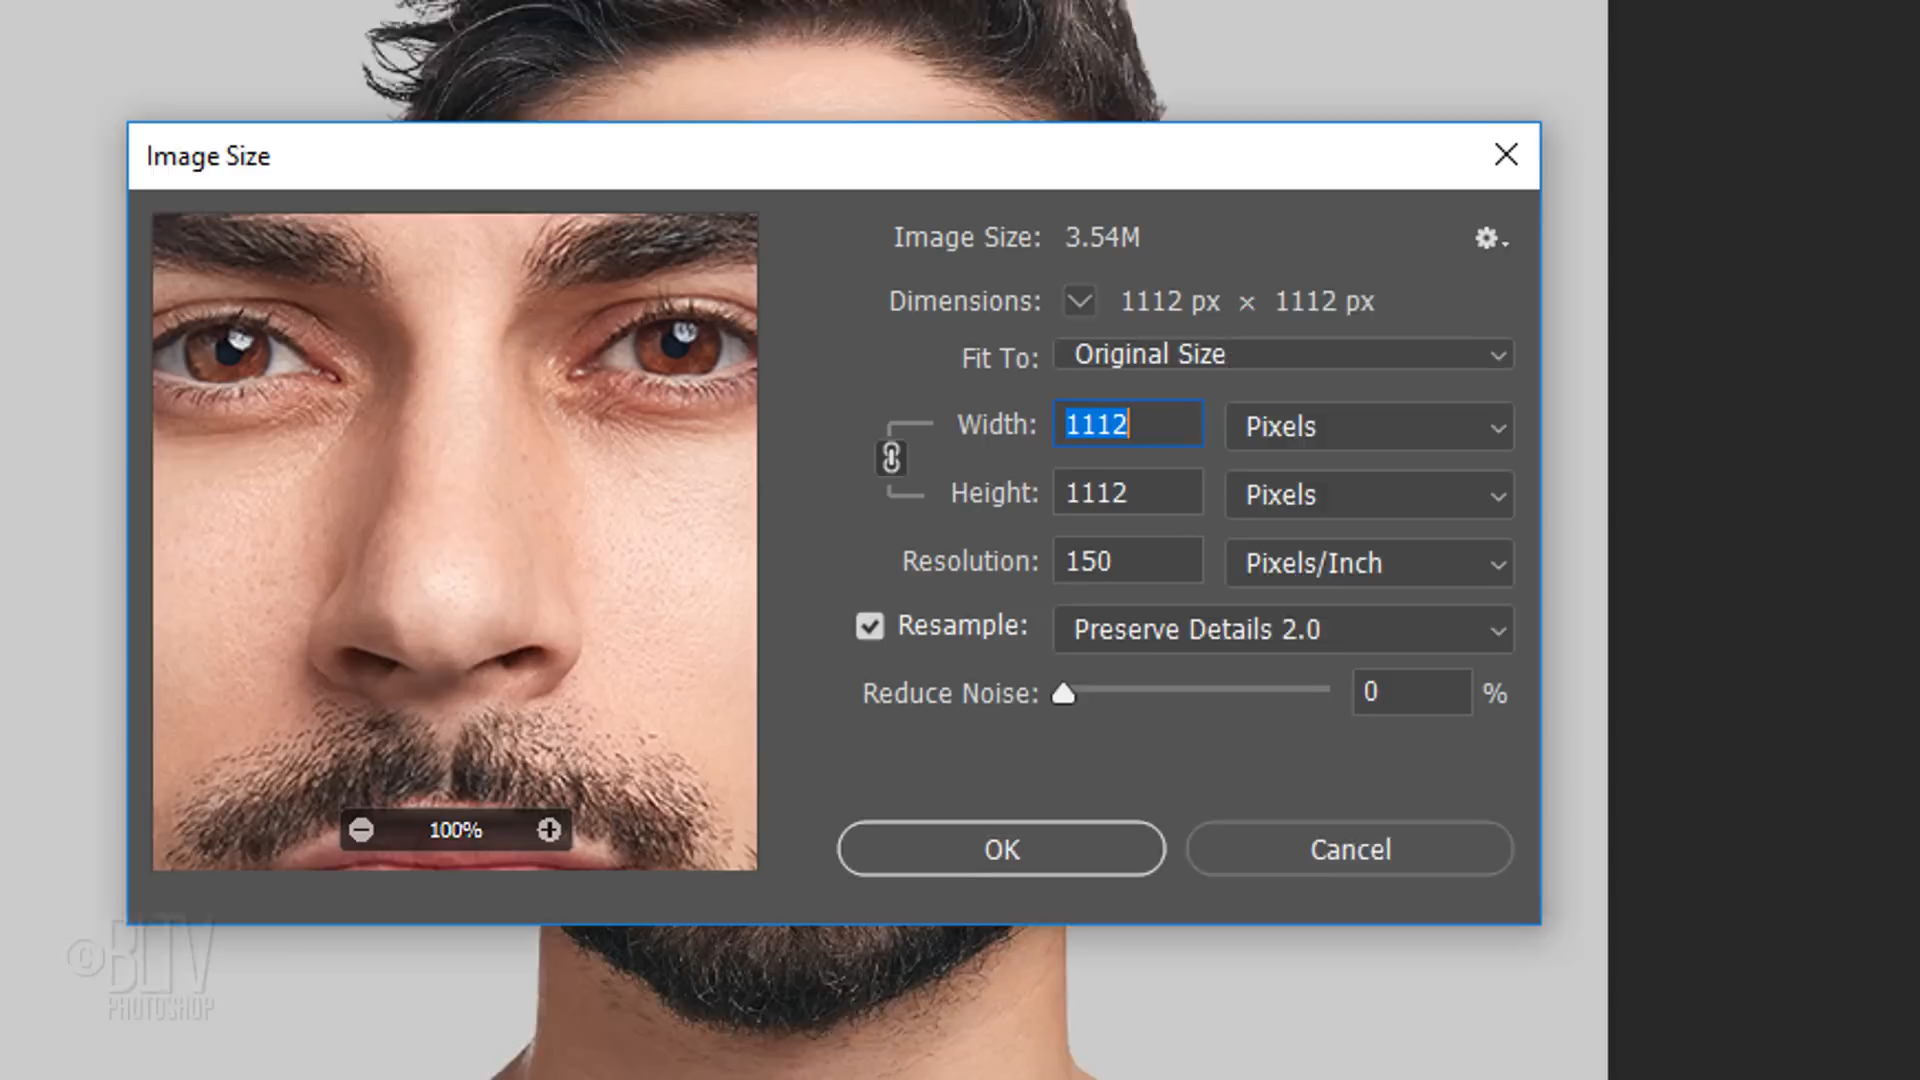 Image Size
Image Size: 3.54M
Dimensions: 1112 px × 1112 px
Fit To: Original Size
Width: 1112 Pixels
Height: 1112 Pixels
Resolution: 150 Pixels/Inch
Resample: Preserve Details 2.0
Reduce Noise: 0 %
100%
OK Cancel
©BLTV
PHOTOSHOP